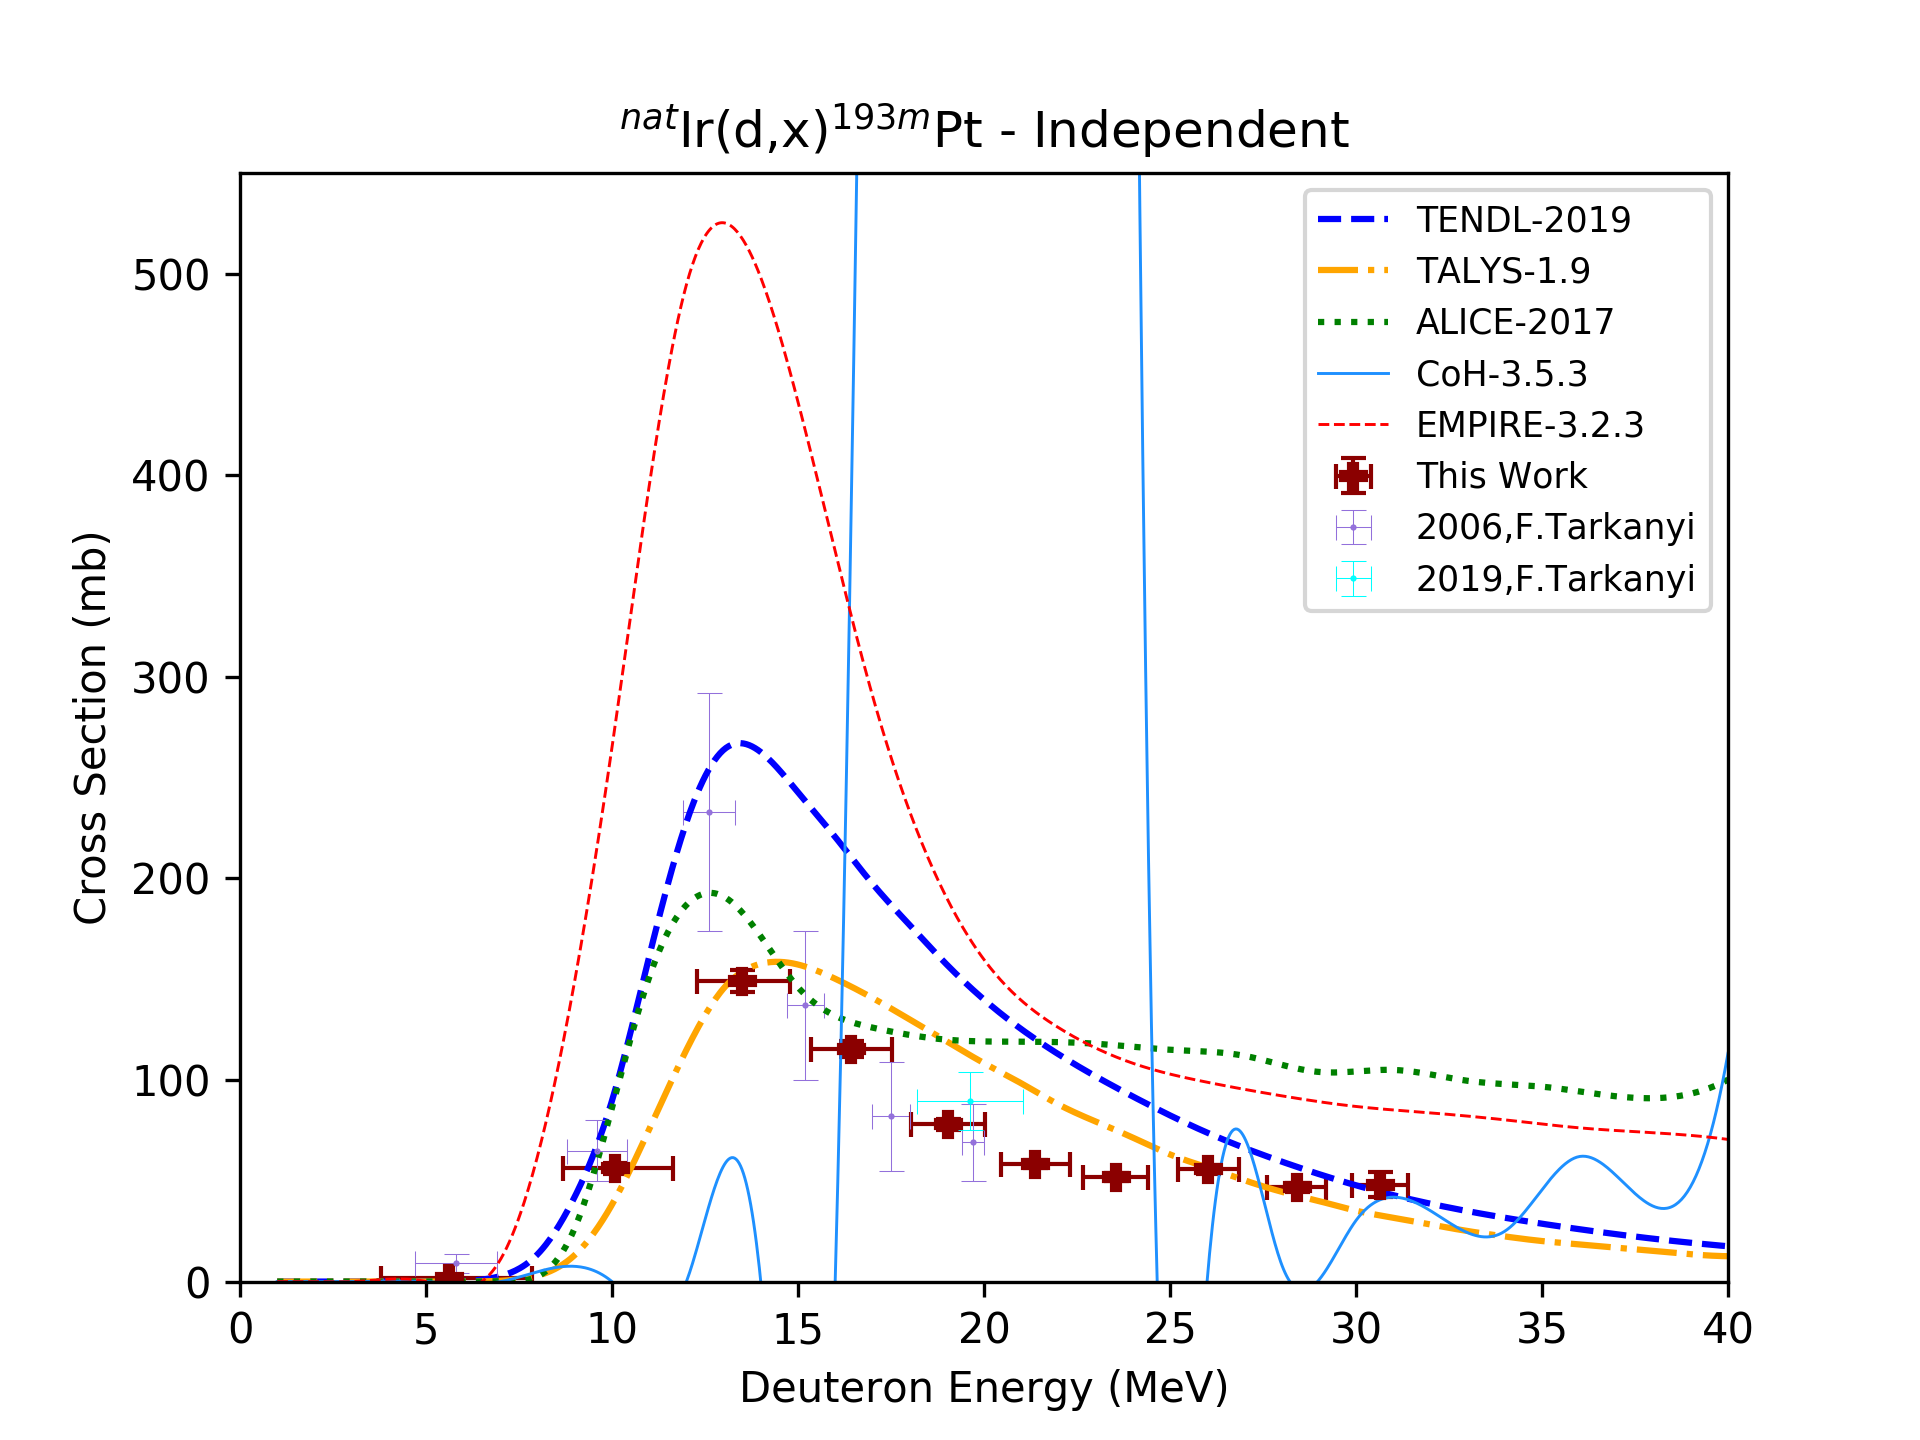 natIr(d,x)193mPt - Independent
Cross Section (mb)
500
400
300
200
100
0
0 5 10 15 20 25 30 35 40
Deuteron Energy (MeV)
TENDL-2019
TALYS-1.9
ALICE-2017
CoH-3.5.3
EMPIRE-3.2.3
This Work
2006,F.Tarkanyi
2019,F.Tarkanyi